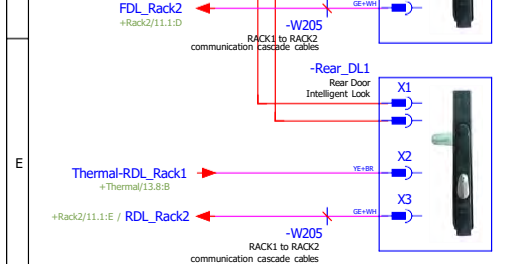 FDL_Rack2
+Rack2/11.1:D
GE+WH
-W205
RACK1 to RACK2
communication cascade cables
-Rear_DL1
Rear Door
Intelligent Look
X1
E
Thermal-RDL_Rack1
+Thermal/13.8:B
YE+BR
X2
+Rack2/11.1:E / RDL_Rack2
GE+WH
X3
-W205
RACK1 to RACK2
communication cascade cables